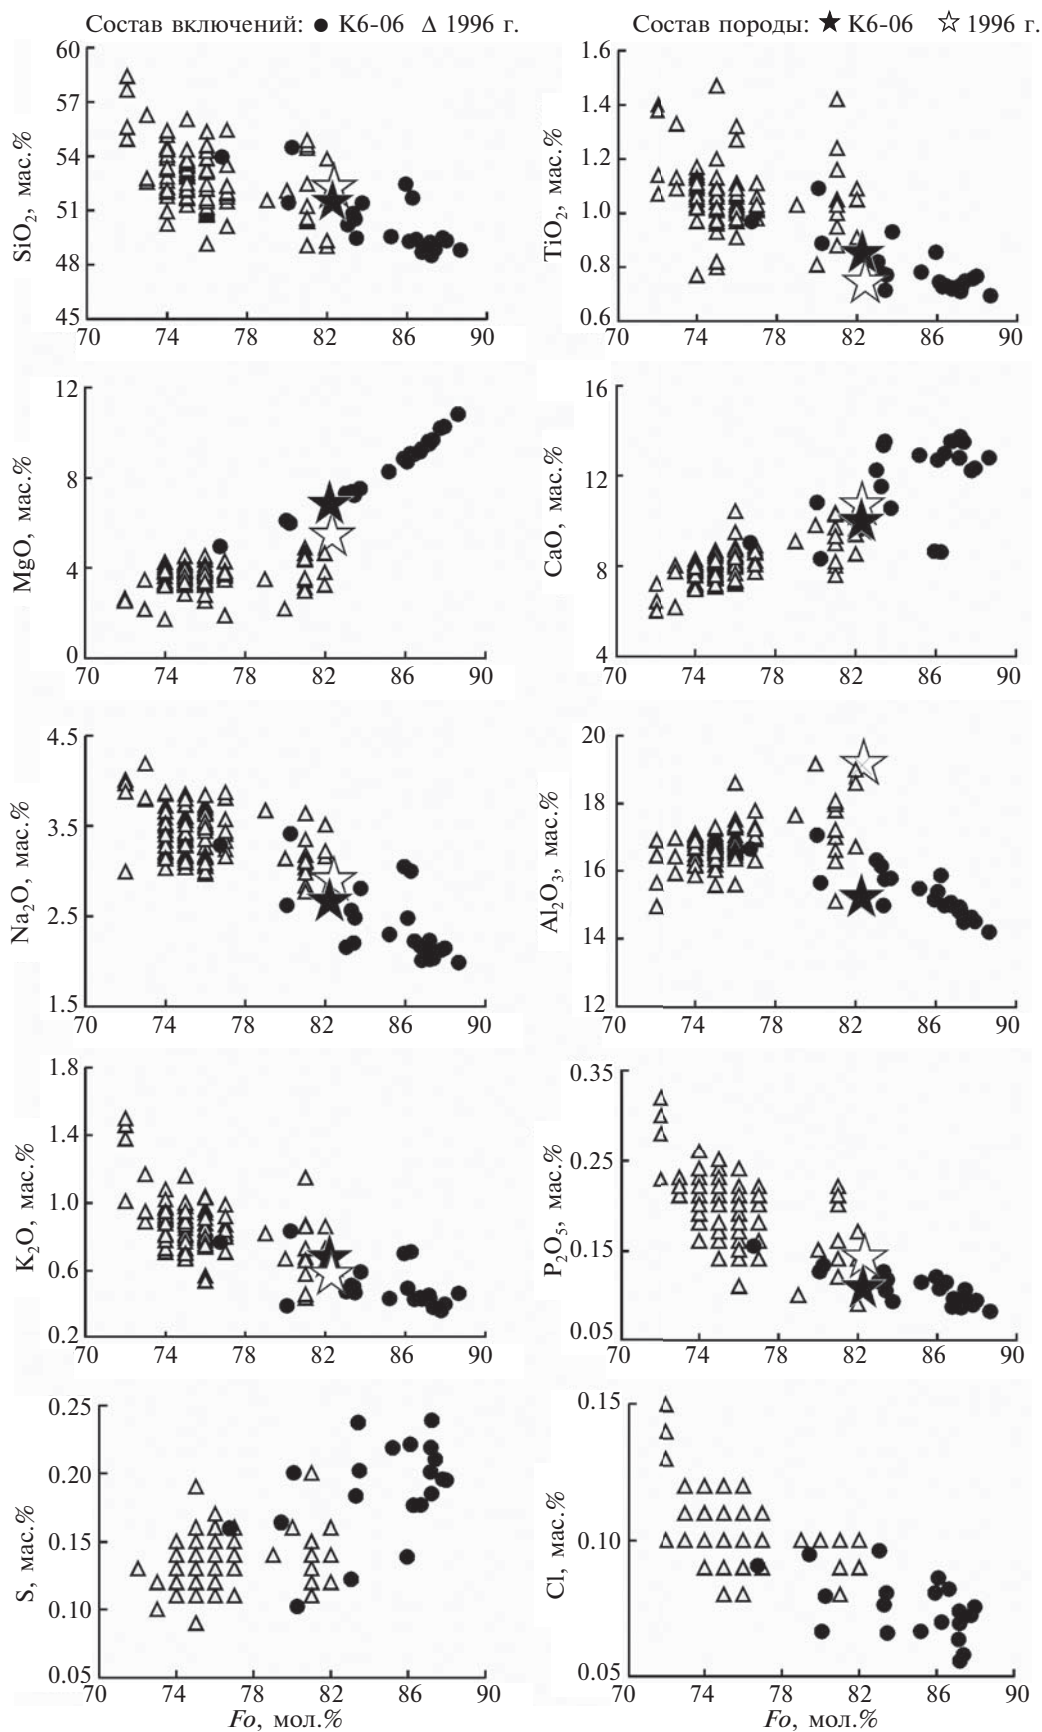 Состав включений: ● К6-06 △ 1996 г. Состав породы: ★ К6-06 ☆ 1996 г.
SiO₂, мас.%
60
57
54
51
48
45
70 74 78 82 86 90
TiO₂, мас.%
1.6
1.4
1.2
1.0
0.8
0.6
70 74 78 82 86 90
MgO, мас.%
12
8
4
0
70 74 78 82 86 90
CaO, мас.%
16
12
8
4
70 74 78 82 86 90
Na₂O, мас.%
4.5
3.5
2.5
1.5
70 74 78 82 86 90
Al₂O₃, мас.%
20
18
16
14
12
70 74 78 82 86 90
K₂O, мас.%
1.8
1.4
1.0
0.6
0.2
70 74 78 82 86 90
P₂O₅, мас.%
0.35
0.25
0.15
0.05
70 74 78 82 86 90
S, мас.%
0.25
0.20
0.15
0.10
0.05
70 74 78 82 86 90
Fo, мол.%
Cl, мас.%
0.15
0.10
0.05
70 74 78 82 86 90
Fo, мол.%